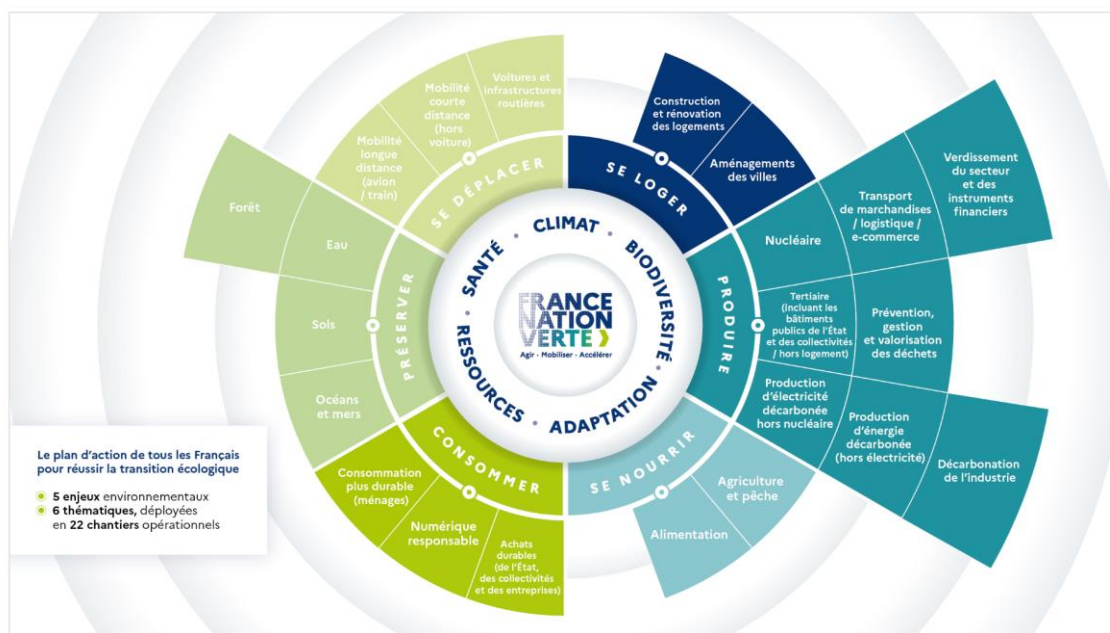 Voitures et
infrastructures
routières
Mobilité
courte
distance
(hors
voiture)
Mobilité
longue
distance
(avion
/ train)
SE DÉPLACER
Construction
et rénovation
des logements
Aménagements
des villes
SE LOGER
Verdissement
du secteur
et des
instruments
financiers
Transport
de marchandises
/ logistique /
e-commerce
Nucléaire
Tertiaire
(incluant les
bâtiments
publics de l'État
et des collectivités
/ hors logement)
Prévention,
gestion
et valorisation
des déchets
Production
d'électricité
décarbonée
hors nucléaire
Production
d'énergie
décarbonée
(hors électricité)
Décarbonation
de l'industrie
PRODUIRE
Forêt
Eau
Sols
Océans
et mers
PRÉSERVER
SANTÉ · CLIMAT · BIODIVERSITÉ · ADAPTATION · RESSOURCES ·
FRANCE
NATION
VERTE
Agir · Mobiliser · Accélérer
CONSOMMER
Consommation
plus durable
(ménages)
Numérique
responsable
Achats
durables
(de l'État,
des collectivités
et des entreprises)
SE NOURRIR
Agriculture
et pêche
Alimentation
Le plan d'action de tous les Français
pour réussir la transition écologique
5 enjeux environnementaux
6 thématiques, déployées
en 22 chantiers opérationnels